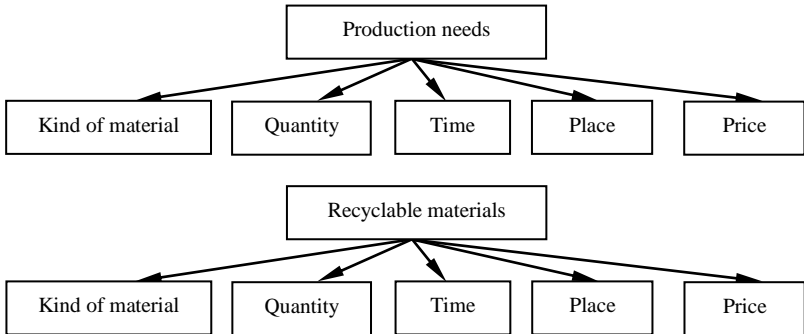 Production needs
Kind of material
Quantity
Time
Place
Price
Recyclable materials
Kind of material
Quantity
Time
Place
Price